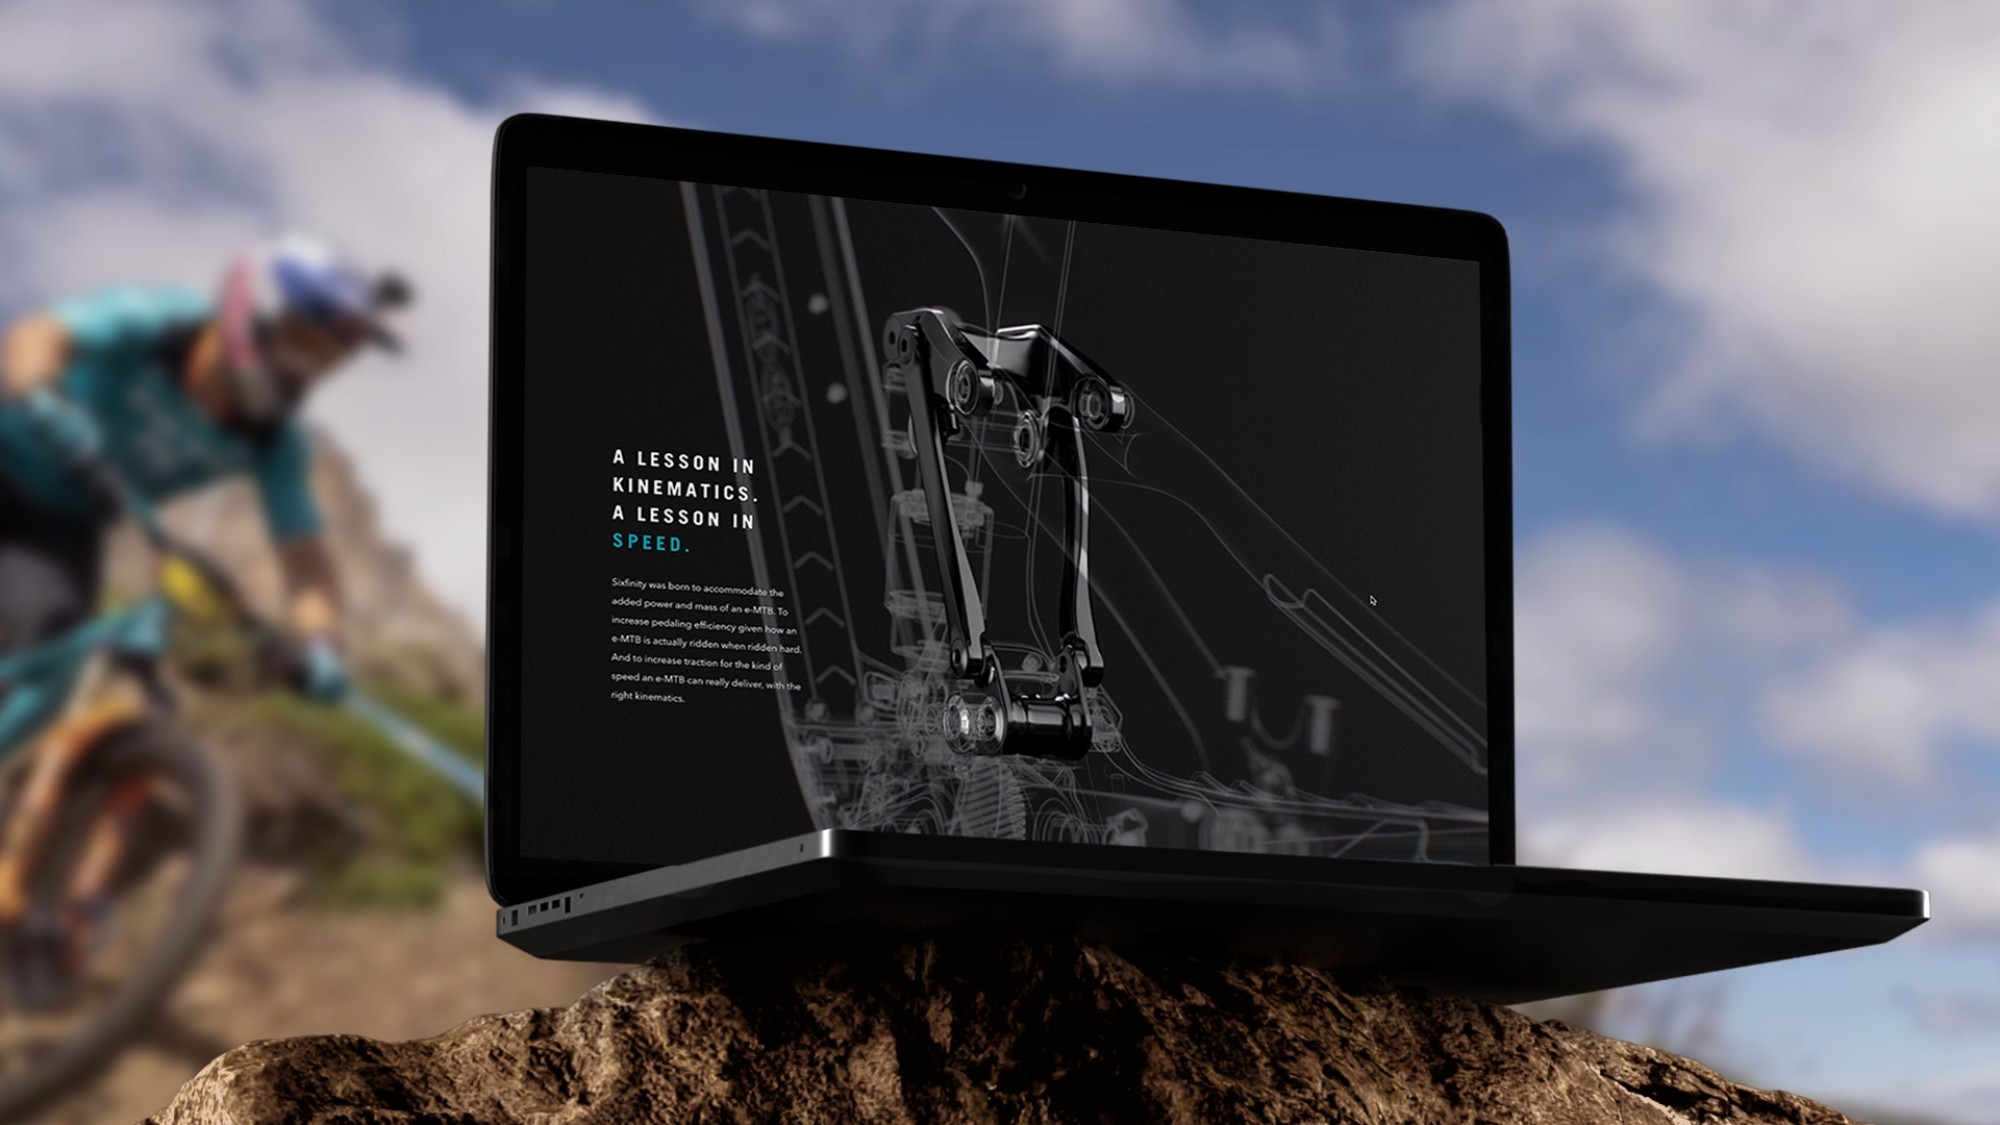 A LESSON IN
KINEMATICS.
A LESSON IN
SPEED.
Sixfinity was born to accommodate the
added power and mass of an e-MTB. To
increase pedaling efficiency given how an
e-MTB is actually ridden when ridden hard.
And to increase traction for the kind of
speed an e-MTB can really deliver, with the
right kinematics.